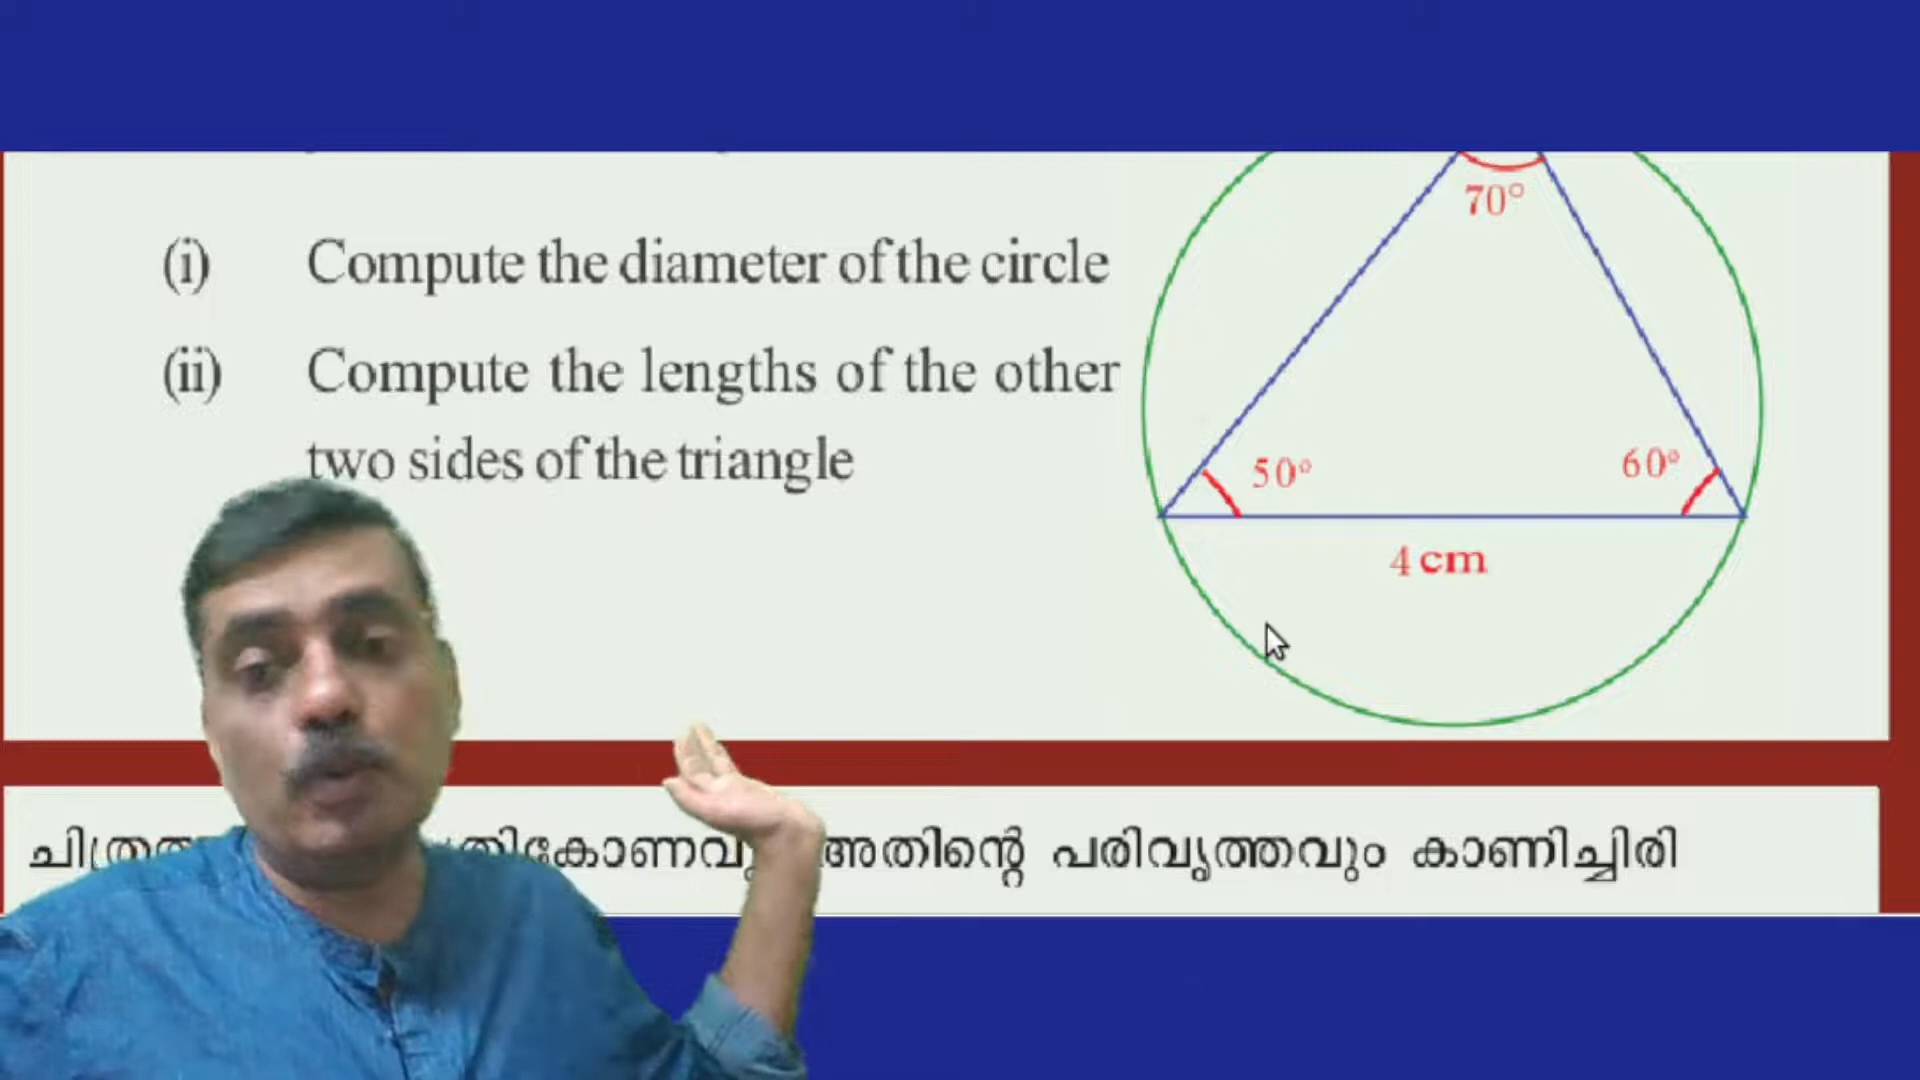 (i) Compute the diameter of the circle
(ii) Compute the lengths of the other
two sides of the triangle
70°
50°
60°
4 cm
അതിന്റെ പരിവൃത്തവും കാണിച്ചിരി